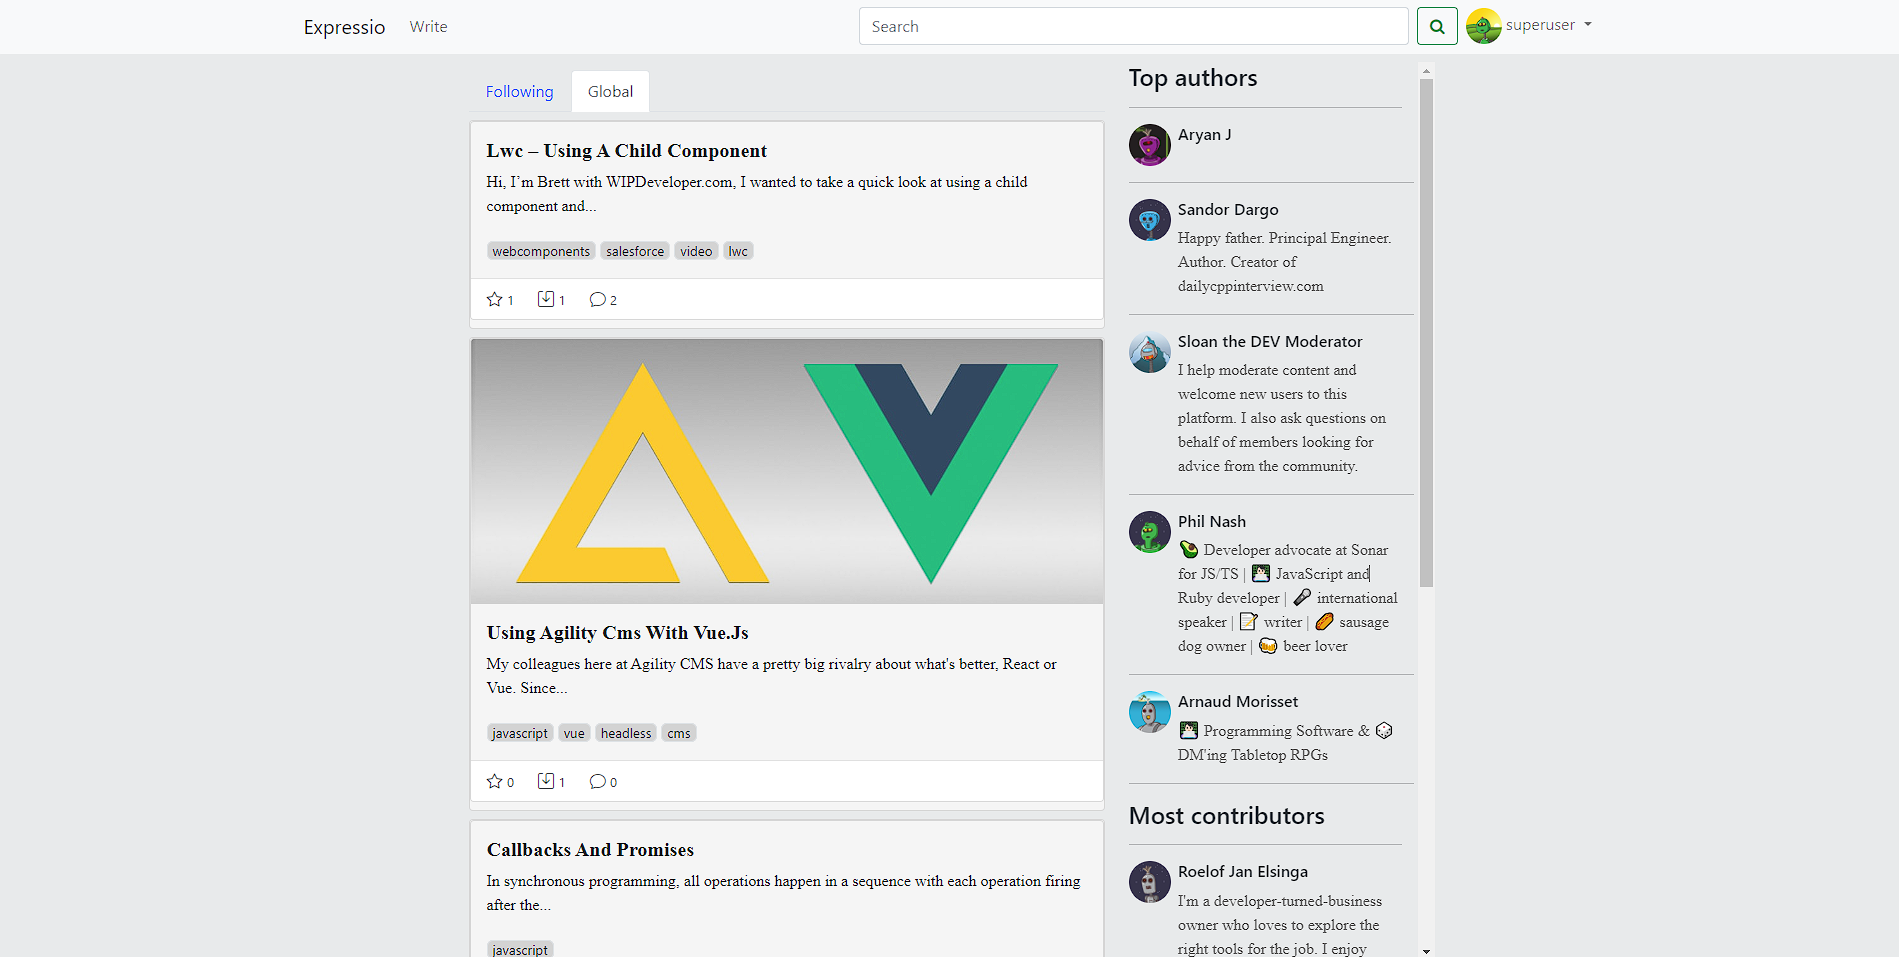 Expressio
Write
Search
superuser
Following
Global
Lwc – Using A Child Component
Hi, I’m Brett with WIPDeveloper.com, I wanted to take a quick look at using a child
component and...
webcomponents salesforce video lwc
1 1 2
Using Agility Cms With Vue.Js
My colleagues here at Agility CMS have a pretty big rivalry about what's better, React or
Vue. Since...
javascript vue headless cms
0 1 0
Callbacks And Promises
In synchronous programming, all operations happen in a sequence with each operation firing
after the...
javascript
Top authors
Aryan J
Sandor Dargo
Happy father. Principal Engineer.
Author. Creator of
dailycppinterview.com
Sloan the DEV Moderator
I help moderate content and
welcome new users to this
platform. I also ask questions on
behalf of members looking for
advice from the community.
Phil Nash
🥑 Developer advocate at Sonar
for JS/TS | 👨‍💻 JavaScript and
Ruby developer | 🎤 international
speaker | 📝 writer | 🌭 sausage
dog owner | 🍻 beer lover
Arnaud Morisset
👨‍💻 Programming Software & 🎲
DM'ing Tabletop RPGs
Most contributors
Roelof Jan Elsinga
I'm a developer-turned-business
owner who loves to explore the
right tools for the job. I enjoy